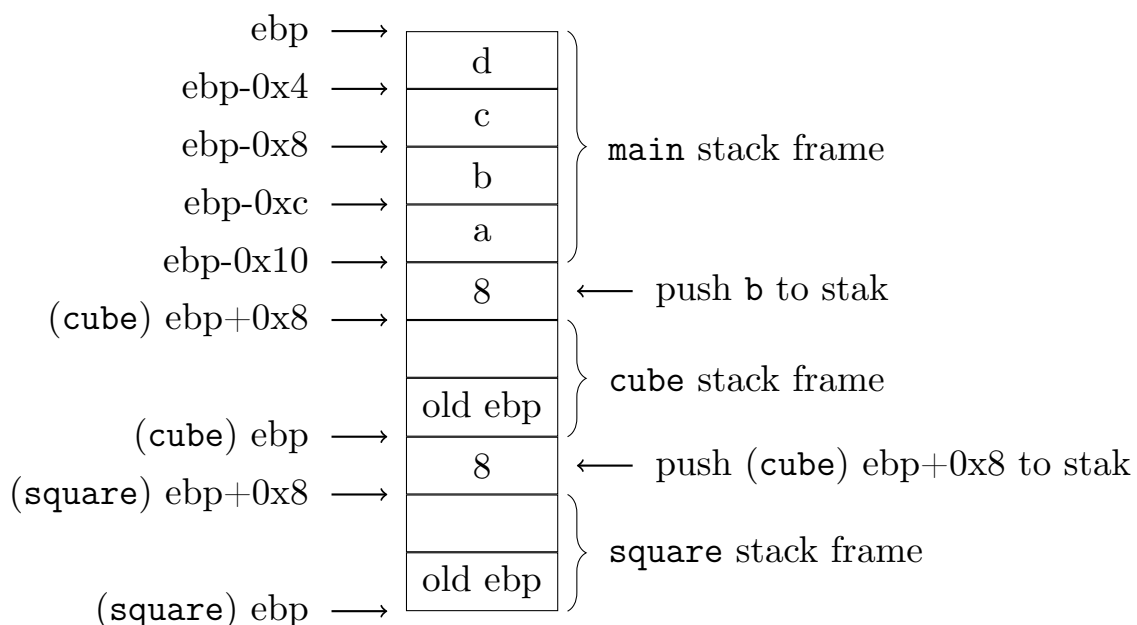 ebp
d
ebp-0x4
c
ebp-0x8
main stack frame
b
ebp-0xc
a
ebp-0x10
8
push b to stak
(cube) ebp+0x8
cube stack frame
old ebp
(cube) ebp
8
push (cube) ebp+0x8 to stak
(square) ebp+0x8
square stack frame
old ebp
(square) ebp